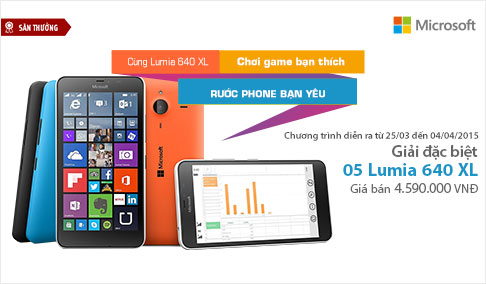 SĂN THƯỞNG
Microsoft
Cùng Lumia 640 XL
Chơi game bạn thích
RƯỚC PHONE BẠN YÊU
Chương trình diễn ra từ 25/03 đến 04/04/2015
Giải đặc biệt
05 Lumia 640 XL
Giá bán 4.590.000 VNĐ
Microsoft
Microsoft